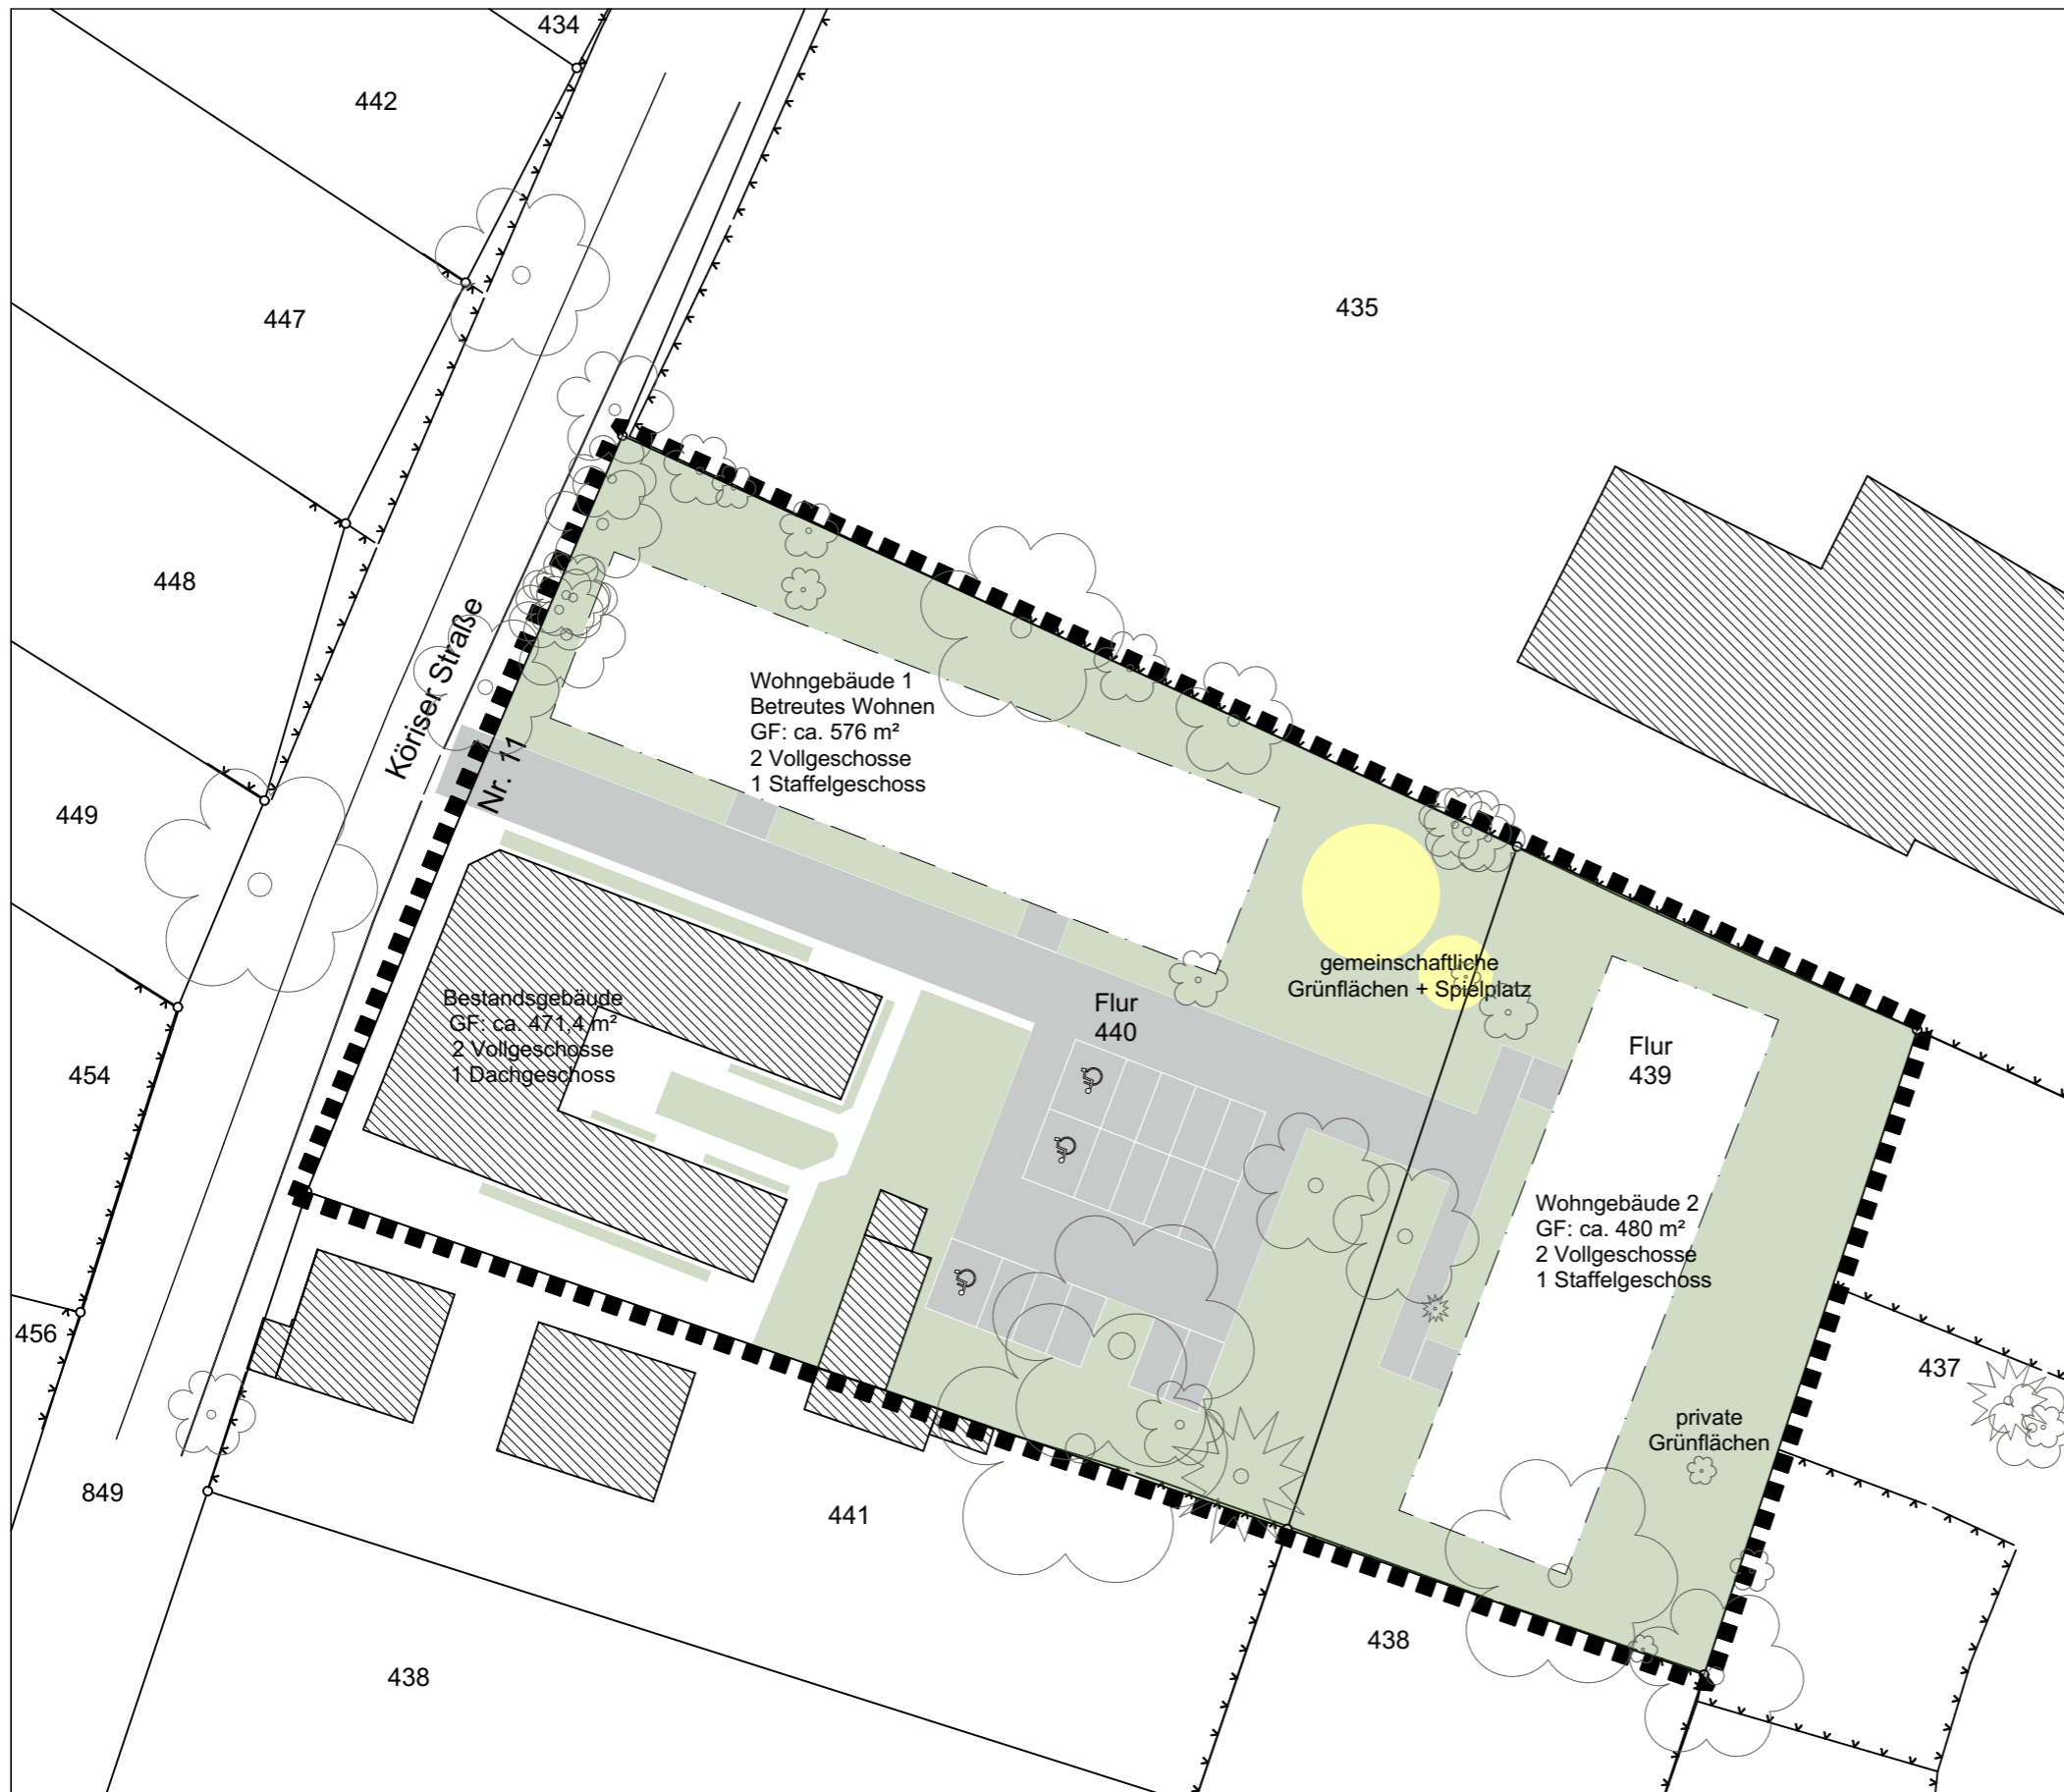 434
442
447
435
448
Köriser Straße
Nr. 11
Wohngebäude 1
Betreutes Wohnen
GF: ca. 576 m²
2 Vollgeschosse
1 Staffelgeschoss
449
gemeinschaftliche
Grünflächen + Spielplatz
Bestandsgebäude
GF: ca. 471,4 m²
2 Vollgeschosse
1 Dachgeschoss
Flur
440
Flur
439
454
Wohngebäude 2
GF: ca. 480 m²
2 Vollgeschosse
1 Staffelgeschoss
456
437
private
Grünflächen
849
441
438
438